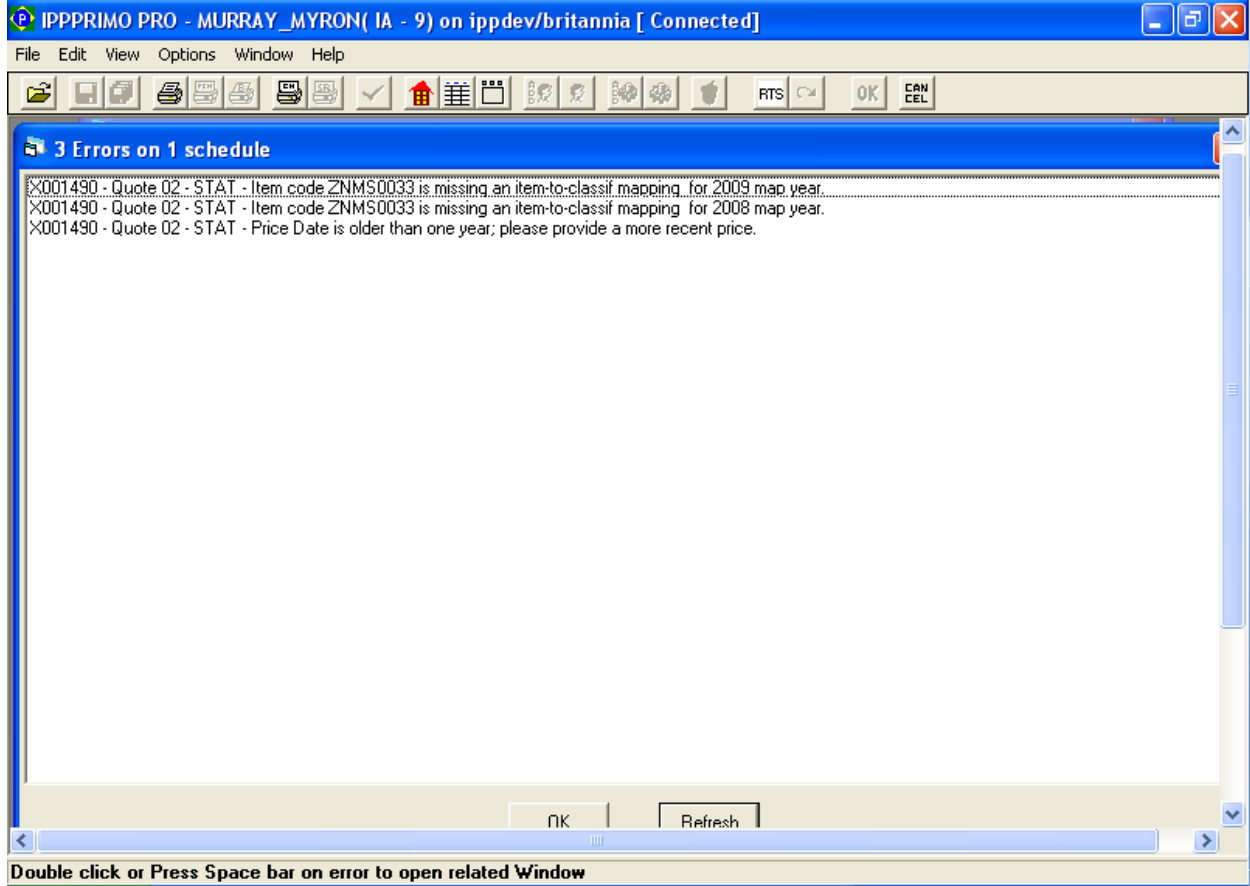 IPPPRIMO PRO - MURRAY_MYRON( IA - 9) on ippdev/britannia [ Connected]
File Edit View Options Window Help
RTS OK CAN CEL
3 Errors on 1 schedule
X001490 - Quote 02 - STAT - Item code ZNMS0033 is missing an item-to-classif mapping for 2009 map year.
X001490 - Quote 02 - STAT - Item code ZNMS0033 is missing an item-to-classif mapping for 2008 map year.
X001490 - Quote 02 - STAT - Price Date is older than one year; please provide a more recent price.
OK Refresh
Double click or Press Space bar on error to open related Window